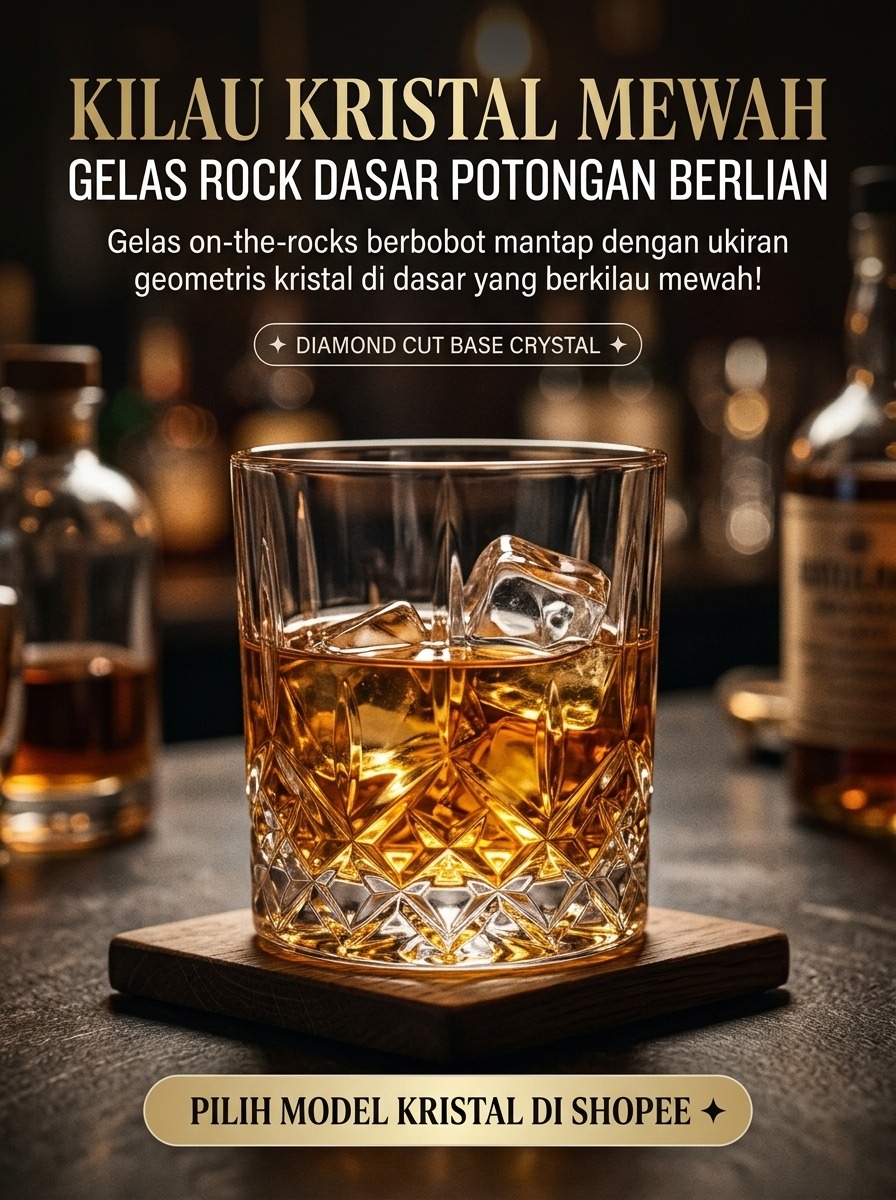 KILAU KRISTAL MEWAH
GELAS ROCK DASAR POTONGAN BERLIAN
Gelas on-the-rocks berbobot mantap dengan ukiran
geometris kristal di dasar yang berkilau mewah!
✦ DIAMOND CUT BASE CRYSTAL ✦
PILIH MODEL KRISTAL DI SHOPEE ✦